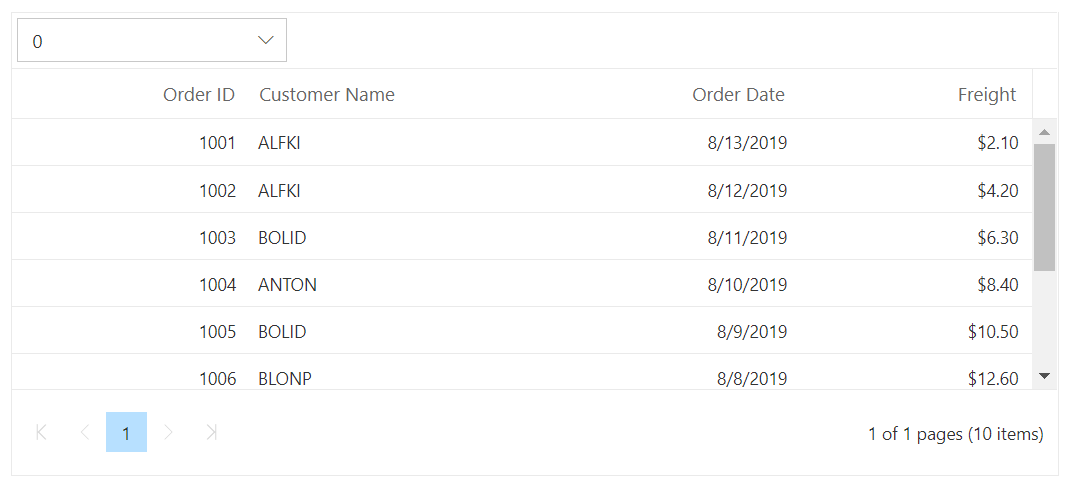 0
Order ID Customer Name Order Date Freight
1001 ALFKI 8/13/2019 $2.10
1002 ALFKI 8/12/2019 $4.20
1003 BOLID 8/11/2019 $6.30
1004 ANTON 8/10/2019 $8.40
1005 BOLID 8/9/2019 $10.50
1006 BLONP 8/8/2019 $12.60
1 1 of 1 pages (10 items)